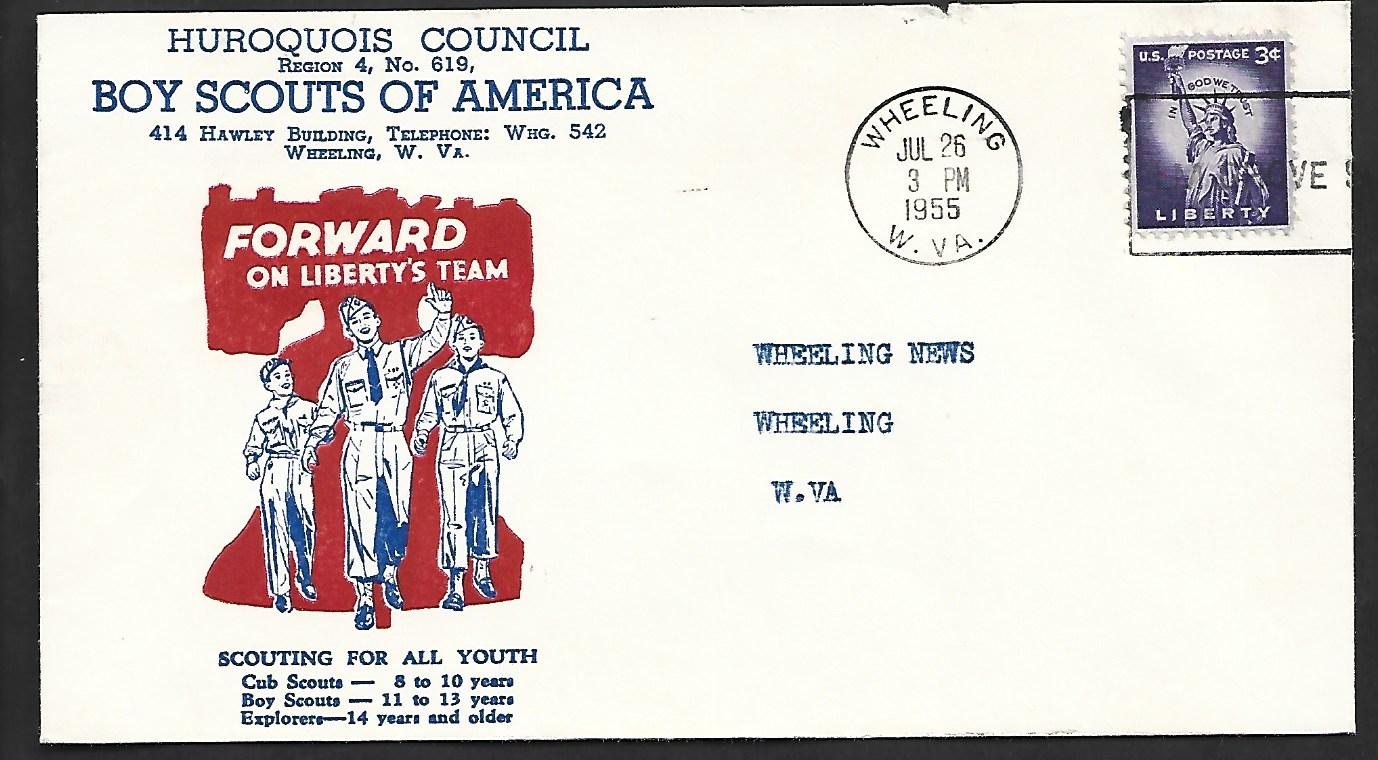 HUROQUOIS COUNCIL
REGION 4, NO. 619,
BOY SCOUTS OF AMERICA
414 HAWLEY BUILDING, TELEPHONE: WHG. 542
WHEELING, W. VA.
FORWARD
ON LIBERTY'S TEAM
SCOUTING FOR ALL YOUTH
Cub Scouts — 8 to 10 years
Boy Scouts — 11 to 13 years
Explorers—14 years and older
WHEELING
JUL 26
3 PM
1955
W. VA.
U.S. POSTAGE 3¢
IN GOD WE TRUST
LIBERTY
WHEELING NEWS
WHEELING
W.VA